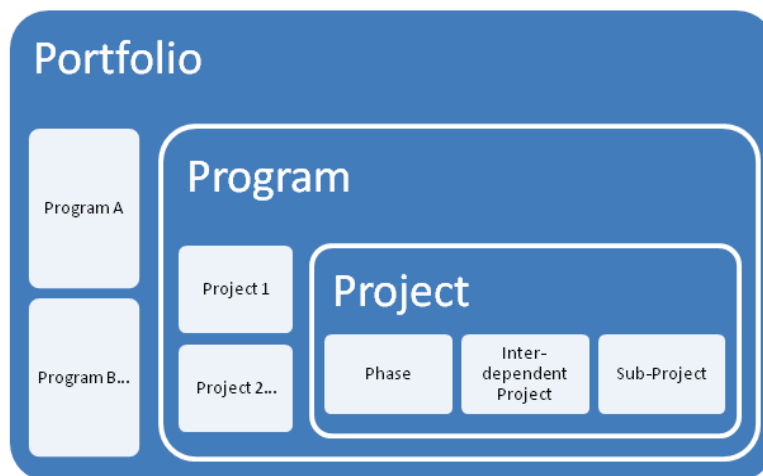 Portfolio
Program A
Program B...
Program
Project 1
Project 2...
Project
Phase
Inter-
dependent
Project
Sub-Project